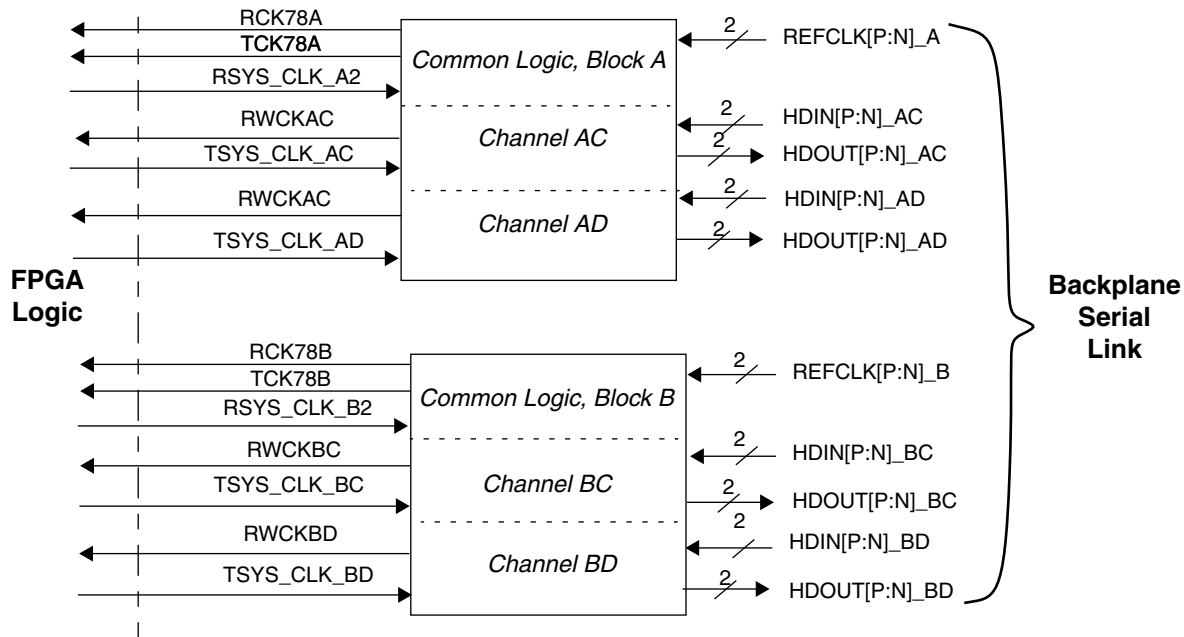 RCK78A
TCK78A
RSYS_CLK_A2
RWCKAC
TSYS_CLK_AC
RWCKAC
TSYS_CLK_AD
Common Logic, Block A
Channel AC
Channel AD
2
REFCLK[P:N]_A
2
HDIN[P:N]_AC
2
HDOUT[P:N]_AC
2
HDIN[P:N]_AD
2
HDOUT[P:N]_AD
FPGA
Logic
Backplane
Serial
Link
RCK78B
TCK78B
RSYS_CLK_B2
RWCKBC
TSYS_CLK_BC
RWCKBD
TSYS_CLK_BD
Common Logic, Block B
Channel BC
Channel BD
2
REFCLK[P:N]_B
2
HDIN[P:N]_BC
2
HDOUT[P:N]_BC
2
HDIN[P:N]_BD
2
HDOUT[P:N]_BD